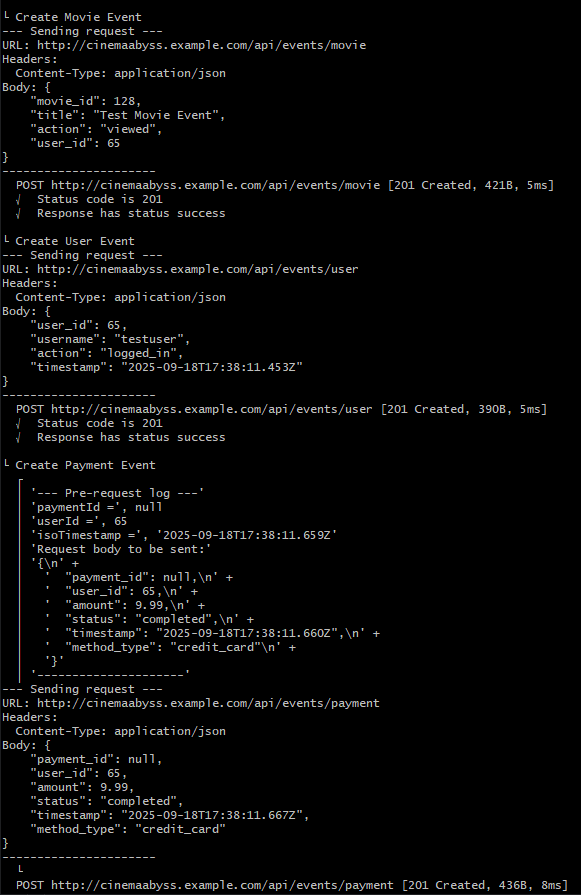 └ Create Movie Event
--- Sending request ---
URL: http://cinemaabyss.example.com/api/events/movie
Headers:
  Content-Type: application/json
Body: {
    "movie_id": 128,
    "title": "Test Movie Event",
    "action": "viewed",
    "user_id": 65
}
----------------------
  POST http://cinemaabyss.example.com/api/events/movie [201 Created, 421B, 5ms]
  √  Status code is 201
  √  Response has status success

└ Create User Event
--- Sending request ---
URL: http://cinemaabyss.example.com/api/events/user
Headers:
  Content-Type: application/json
Body: {
    "user_id": 65,
    "username": "testuser",
    "action": "logged_in",
    "timestamp": "2025-09-18T17:38:11.453Z"
}
----------------------
  POST http://cinemaabyss.example.com/api/events/user [201 Created, 390B, 5ms]
  √  Status code is 201
  √  Response has status success

└ Create Payment Event
  ┌
  │ '--- Pre-request log ---'
  │ 'paymentId =', null
  │ 'userId =', 65
  │ 'isoTimestamp =', '2025-09-18T17:38:11.659Z'
  │ 'Request body to be sent:'
  │ '{\n' +
  │   '  "payment_id": null,\n' +
  │   '  "user_id": 65,\n' +
  │   '  "amount": 9.99,\n' +
  │   '  "status": "completed",\n' +
  │   '  "timestamp": "2025-09-18T17:38:11.660Z",\n' +
  │   '  "method_type": "credit_card"\n' +
  │   '}'
  │ '---------------------'
--- Sending request ---
URL: http://cinemaabyss.example.com/api/events/payment
Headers:
  Content-Type: application/json
Body: {
    "payment_id": null,
    "user_id": 65,
    "amount": 9.99,
    "status": "completed",
    "timestamp": "2025-09-18T17:38:11.667Z",
    "method_type": "credit_card"
}
----------------------
  └
  POST http://cinemaabyss.example.com/api/events/payment [201 Created, 436B, 8ms]